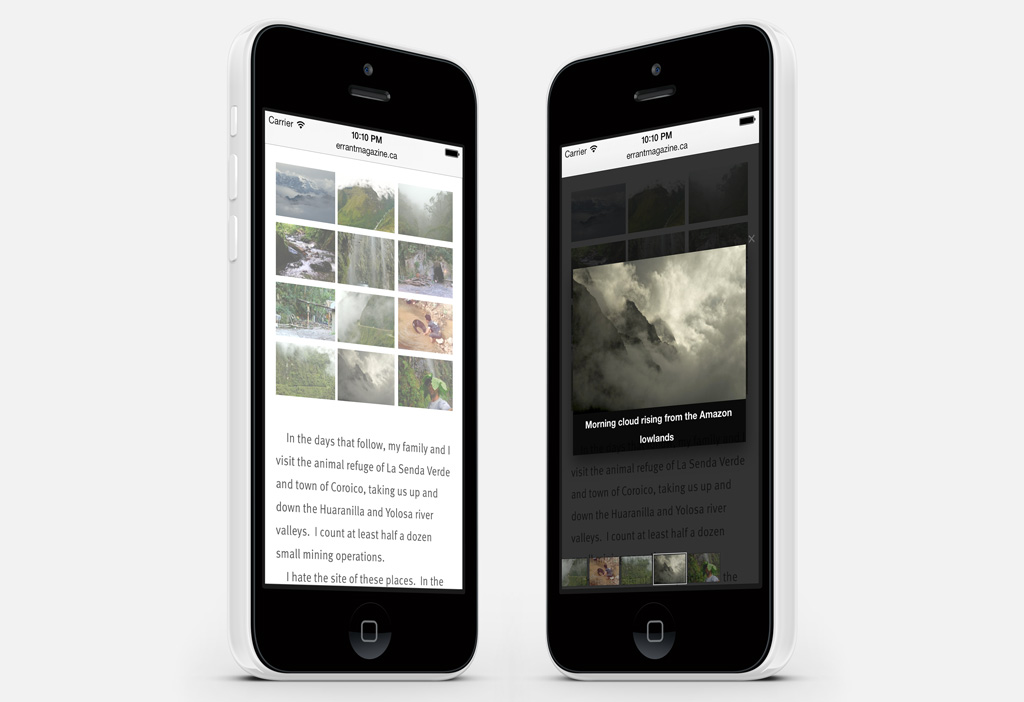 Carrier
10:10 PM
errantmagazine.ca
In the days that follow, my family and I
visit the animal refuge of La Senda Verde
and town of Coroico, taking us up and
down the Huaranilla and Yolosa river
valleys. I count at least half a dozen
small mining operations.
I hate the site of these places. In the
Carrier
10:10 PM
errantmagazine.ca
×
Morning cloud rising from the Amazon
lowlands
my family and I
visit the animal refuge of La Senda Verde
and town of Coroico, taking us up and
down the Huaranilla and Yolosa river
valleys. I count at least half a dozen
the